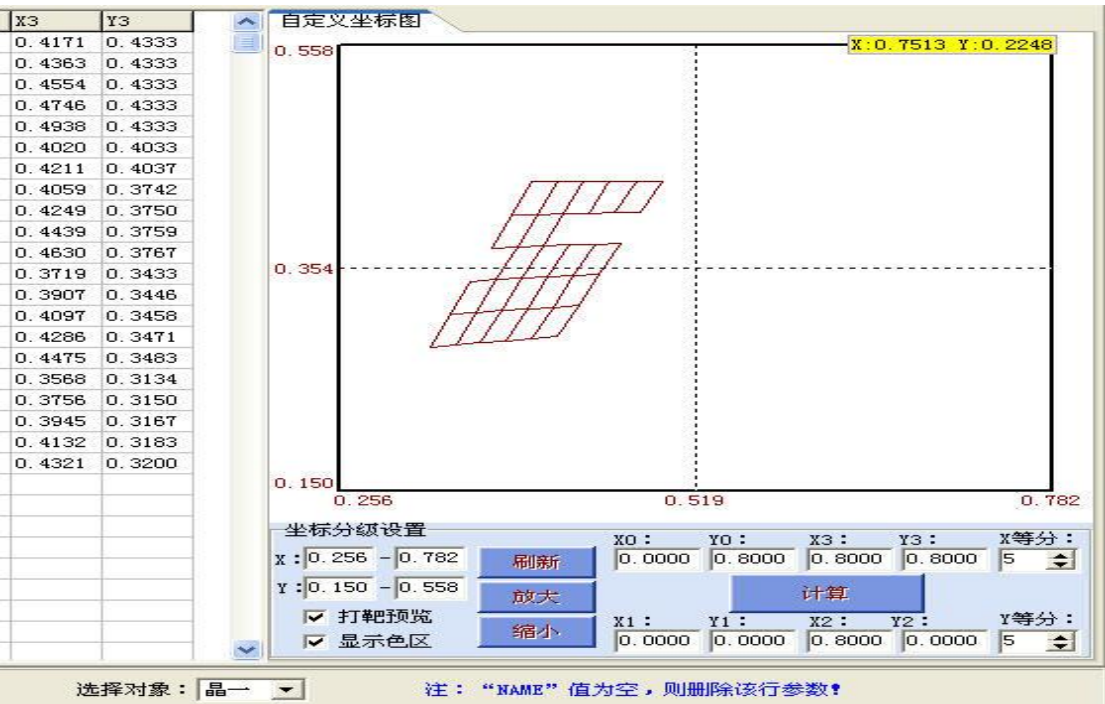 X3 Y3
0.4171 0.4333
0.4363 0.4333
0.4554 0.4333
0.4746 0.4333
0.4938 0.4333
0.4020 0.4033
0.4211 0.4037
0.4059 0.3742
0.4249 0.3750
0.4439 0.3759
0.4630 0.3767
0.3719 0.3433
0.3907 0.3446
0.4097 0.3458
0.4286 0.3471
0.4475 0.3483
0.3568 0.3134
0.3756 0.3150
0.3945 0.3167
0.4132 0.3183
0.4321 0.3200
自定义坐标图
X:0.7513 Y:0.2248
0.558
0.354
0.150
0.256 0.519 0.782
坐标分级设置
X:0.256 -0.782
Y:0.150 -0.558
打靶预览
显示色区
刷新
放大
缩小
X0: Y0: X3: Y3: X等分:
0.0000 0.8000 0.8000 0.8000 5
计算
X1: Y1: X2: Y2: Y等分:
0.0000 0.0000 0.8000 0.0000 5
选择对象:晶一
注:“NAME”值为空,则删除该行参数!